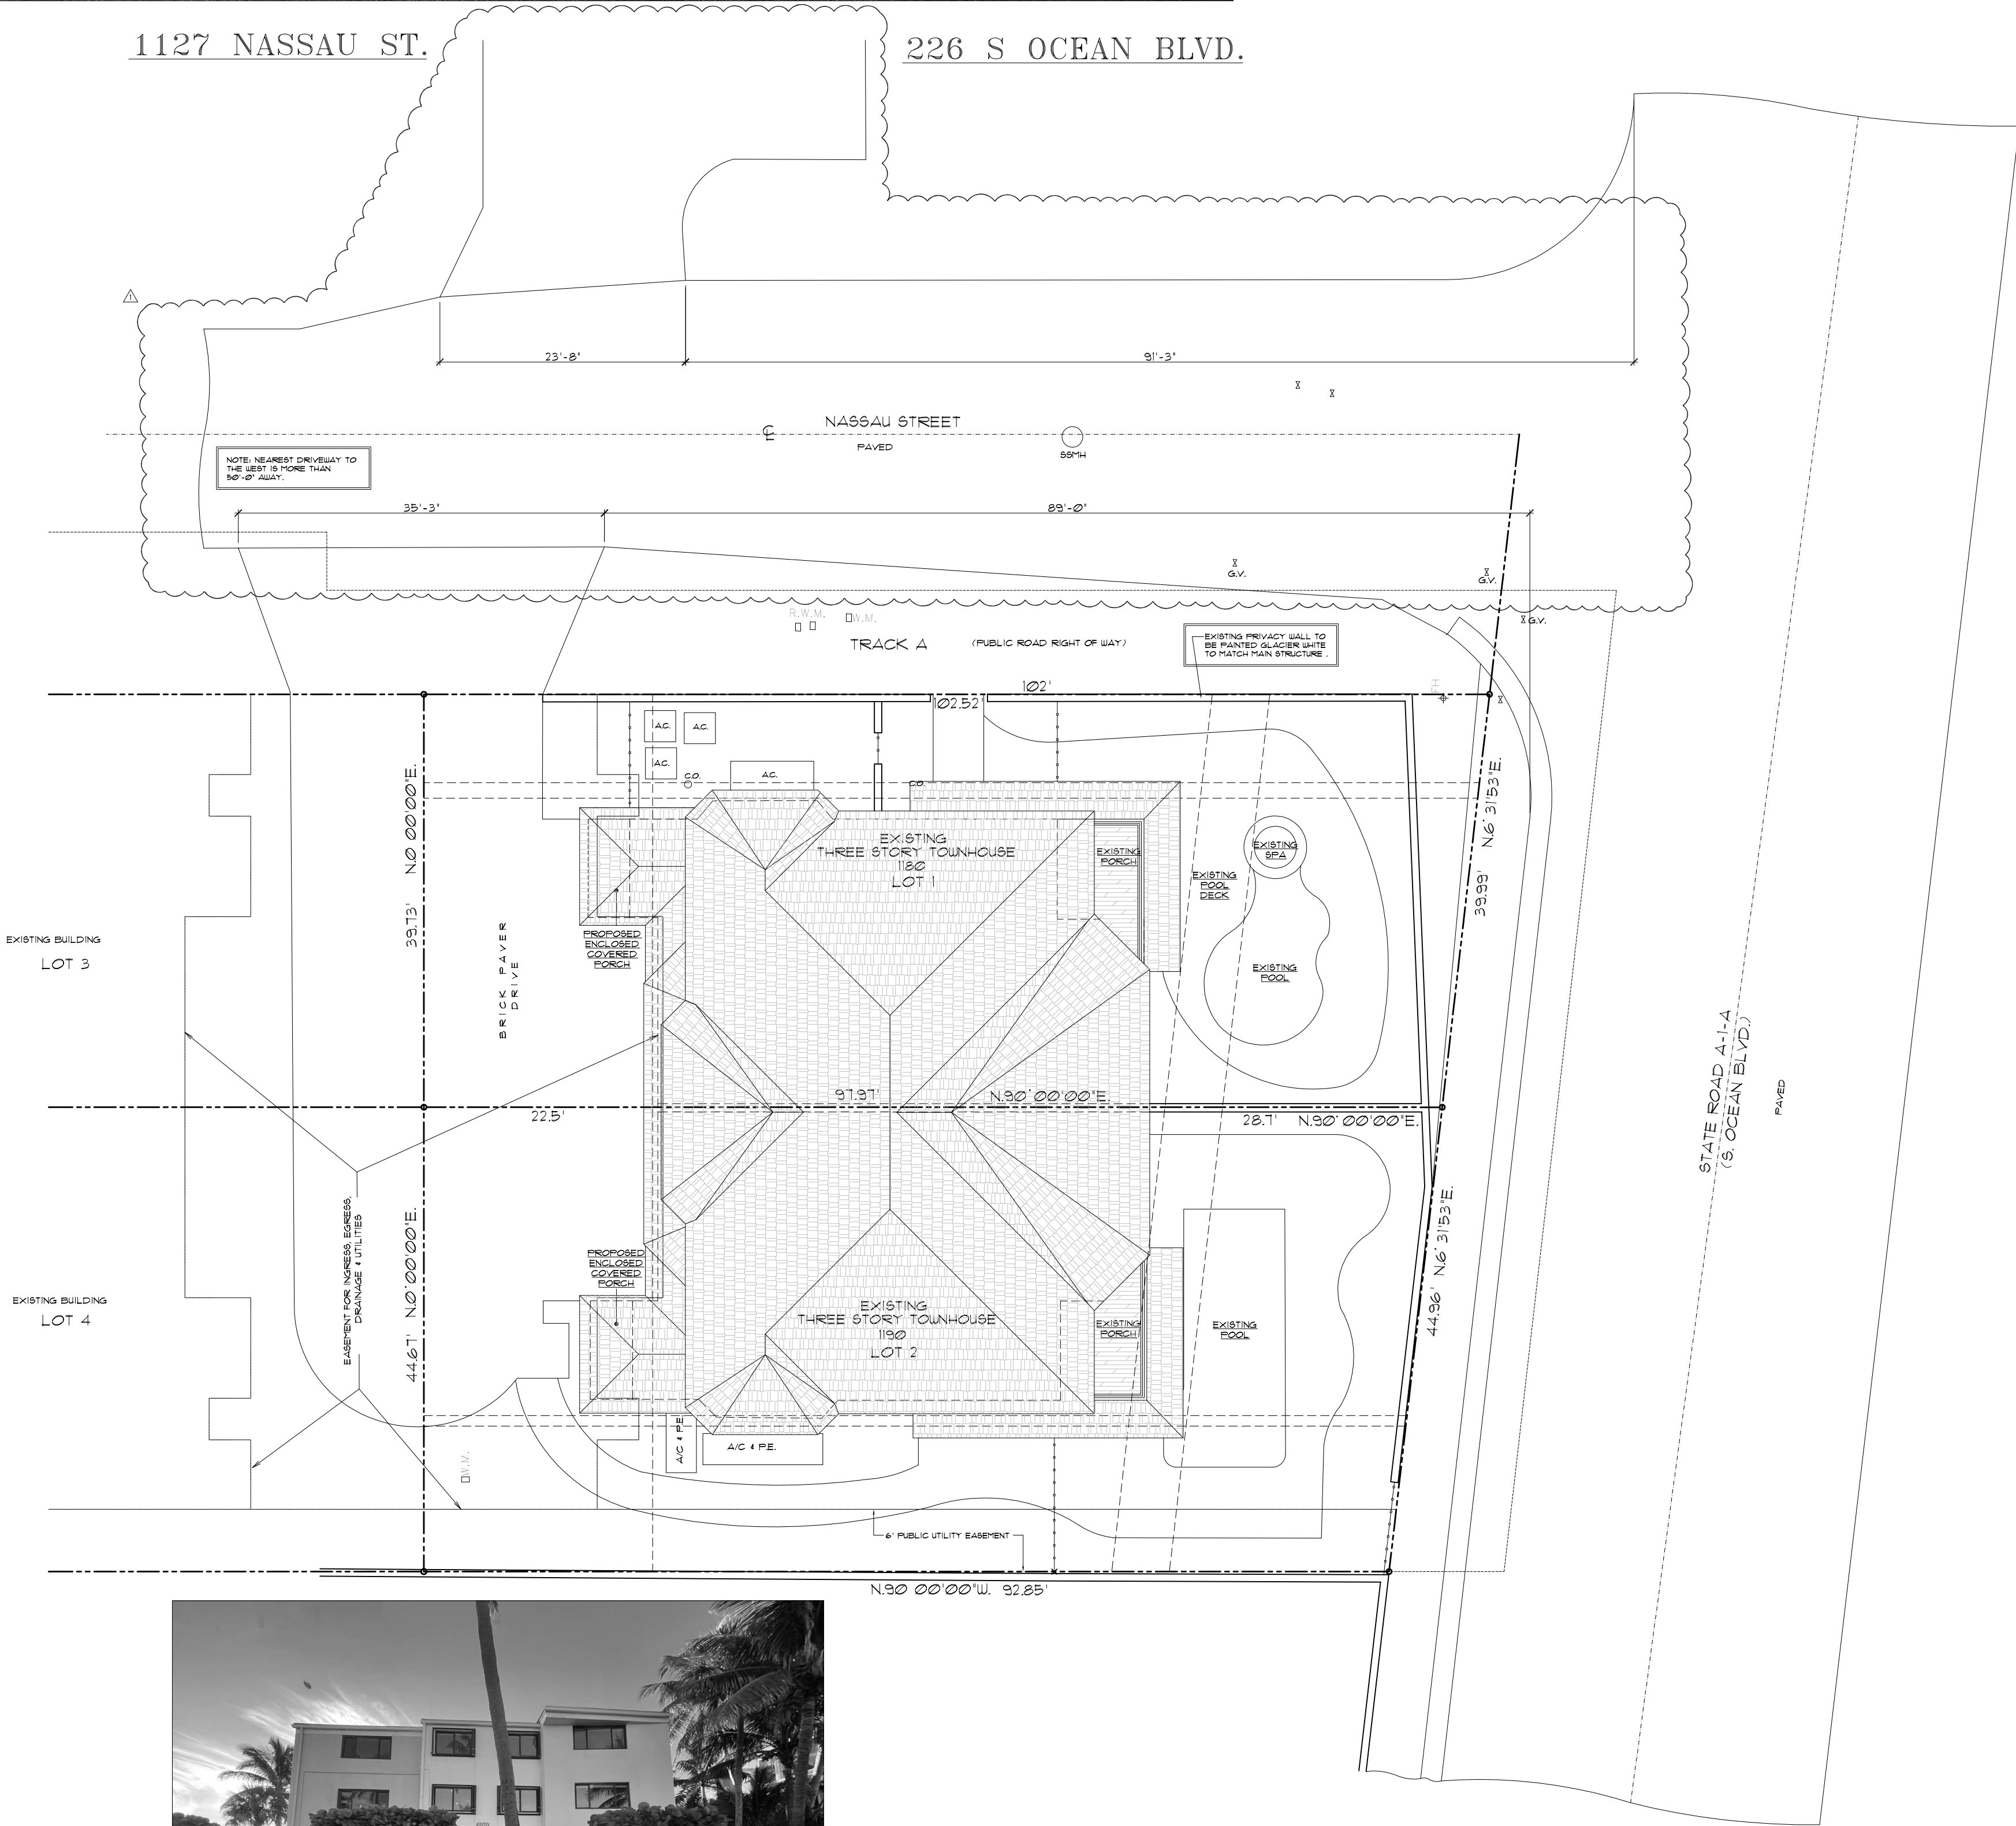 1127 NASSAU ST.
226 S OCEAN BLVD.
1
23'-8"
91'-3"
NASSAU STREET
PAVED
SSMH
NOTE: NEAREST DRIVEWAY TO
THE WEST IS MORE THAN
50'-0" AWAY.
35'-3"
89'-0"
G.V.
G.V.
G.V.
R.W.M.
W.M.
TRACK A
(PUBLIC ROAD RIGHT OF WAY)
EXISTING PRIVACY WALL TO
BE PAINTED GLACIER WHITE
TO MATCH MAIN STRUCTURE .
102'
102.52'
FH
A.C.
A.C.
A.C.
A.C.
C.O.
C.O.
39.73' N.0 00'00"E.
N.6° 31'53"E.
39.99'
EXISTING
THREE STORY TOWNHOUSE
1180
LOT 1
EXISTING
PORCH
EXISTING
SPA
EXISTING
POOL
DECK
EXISTING
POOL
PROPOSED
ENCLOSED
COVERED
PORCH
BRICK PAVER
DRIVE
EXISTING BUILDING
LOT 3
STATE ROAD A-1-A
(S. OCEAN BLVD.)
PAVED
97.97'
N.90°00'00"E.
22.5'
28.7' N.90° 00'00"E.
44.67' N.0°00'00"E.
EASEMENT FOR INGRESS, EGRESS,
DRAINAGE & UTILITIES
44.96' N.6° 31'53"E.
PROPOSED
ENCLOSED
COVERED
PORCH
EXISTING BUILDING
LOT 4
EXISTING
THREE STORY TOWNHOUSE
1190
LOT 2
EXISTING
PORCH
EXISTING
POOL
A/C & P.E.
A/C & P.E.
W.M.
6' PUBLIC UTILITY EASEMENT
N.90 00'00"W. 92.85'